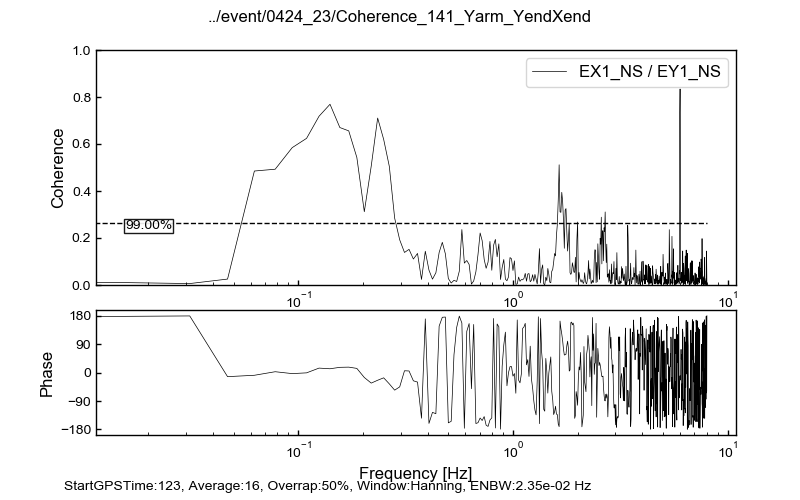 ../event/0424_23/Coherence_141_Yarm_YendXend
1.0
EX1_NS / EY1_NS
0.8
0.6
Coherence
0.4
99.00%
0.2
0.0
10⁻¹ 10⁰ 10¹
180
90
Phase
0
−90
−180
10⁻¹ 10⁰ 10¹
Frequency [Hz]
StartGPSTime:123, Average:16, Overrap:50%, Window:Hanning, ENBW:2.35e-02 Hz